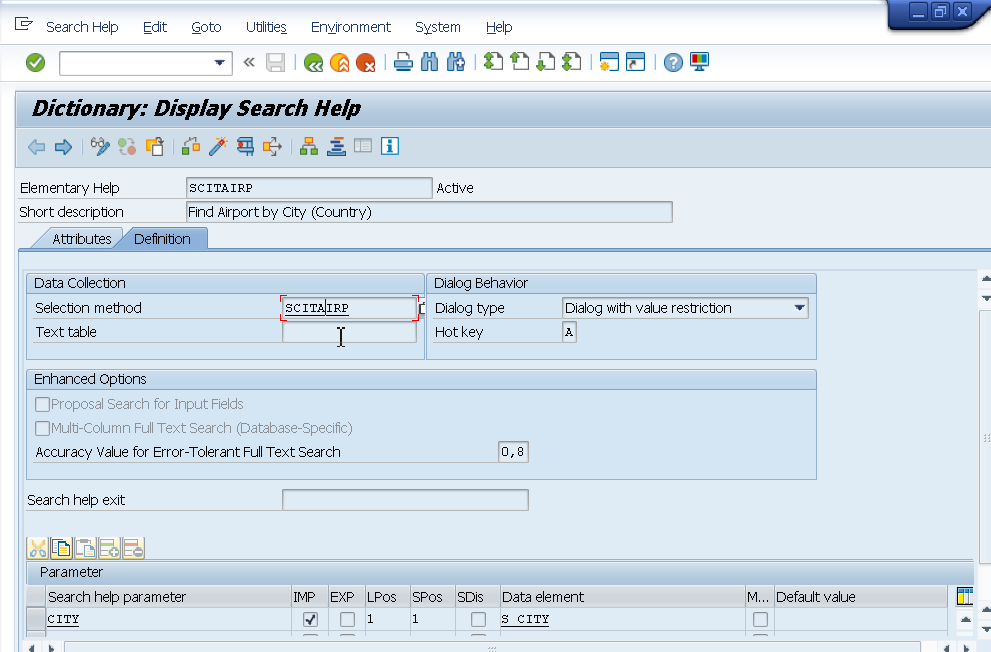 Search Help Edit Goto Utilities Environment System Help
Dictionary: Display Search Help
Elementary Help SCITAIRP Active
Short description Find Airport by City (Country)
Attributes Definition
Data Collection Dialog Behavior
Selection method SCITAIRP Dialog type Dialog with value restriction
Text table Hot key A
Enhanced Options
Proposal Search for Input Fields
Multi-Column Full Text Search (Database-Specific)
Accuracy Value for Error-Tolerant Full Text Search 0,8
Search help exit
Parameter
Search help parameter IMP EXP LPos SPos SDis Data element M... Default value
CITY 1 1 S_CITY